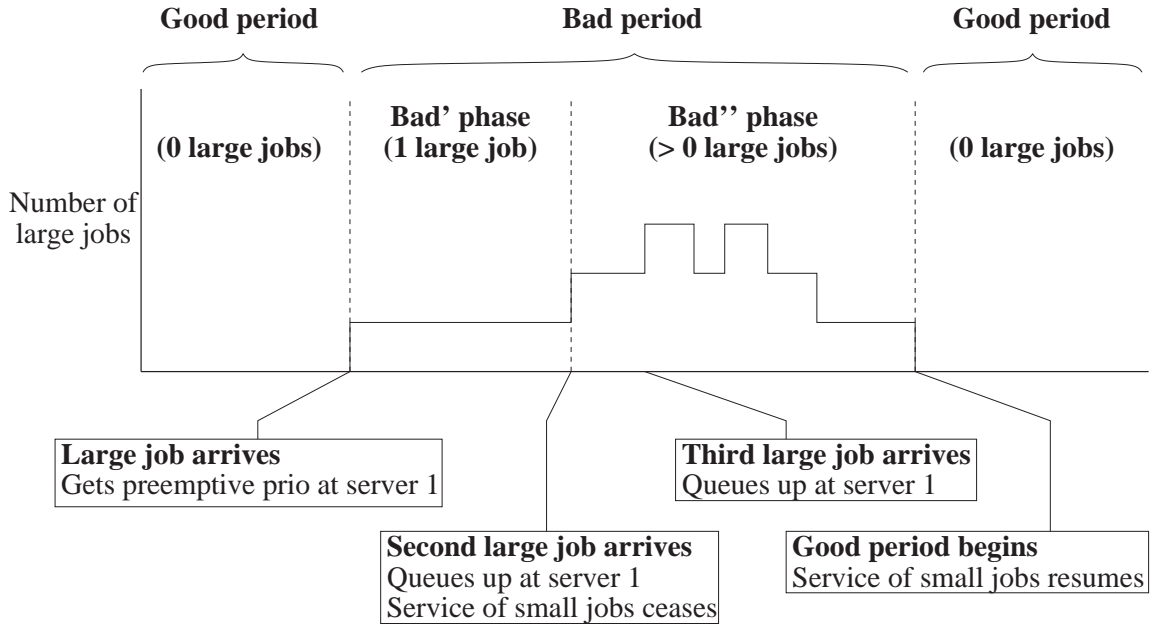 Good period
Bad period
Good period
(0 large jobs)
Bad' phase
(1 large job)
Bad'' phase
(> 0 large jobs)
(0 large jobs)
Number of
large jobs
Large job arrives
Gets preemptive prio at server 1
Third large job arrives
Queues up at server 1
Second large job arrives
Queues up at server 1
Service of small jobs ceases
Good period begins
Service of small jobs resumes